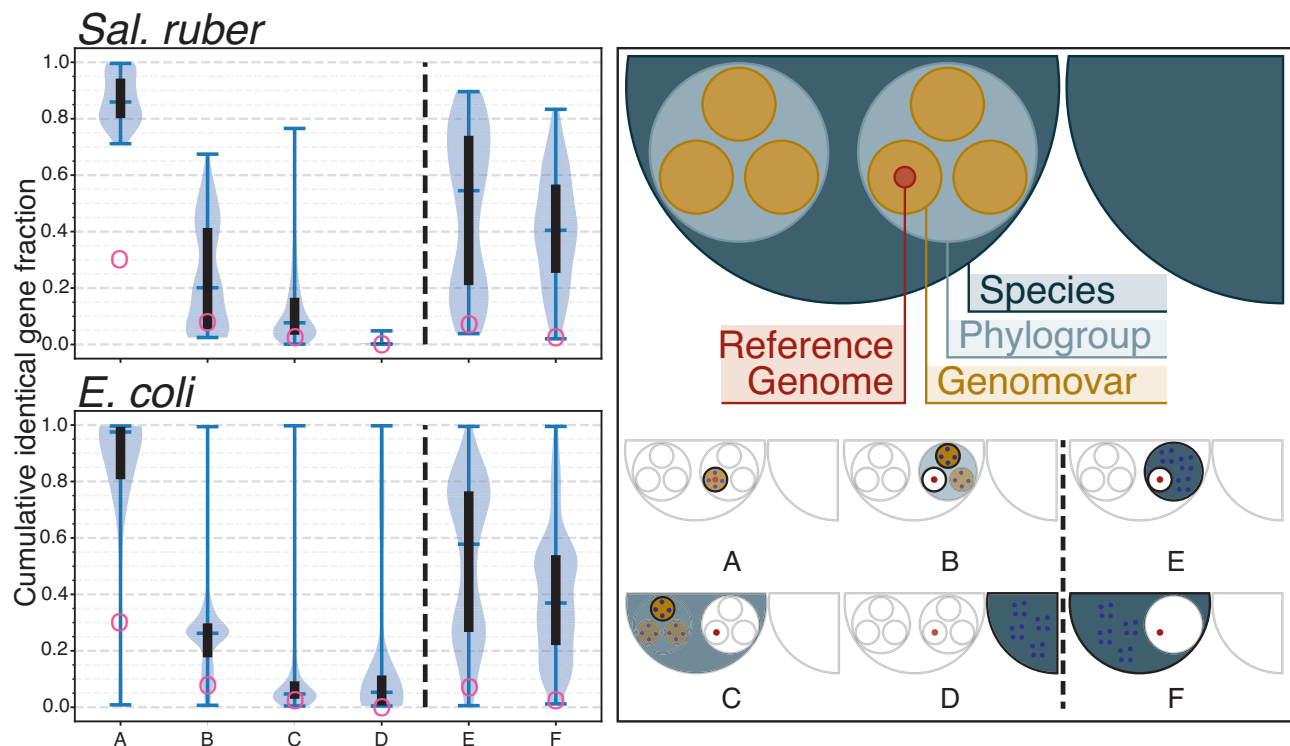 Sal. ruber
Cumulative identical gene fraction
1.0
0.8
0.6
0.4
0.2
0.0
E. coli
1.0
0.8
0.6
0.4
0.2
0.0
A B C D E F
Species
Phylogroup
Reference
Genome
Genomovar
A B E
C D F